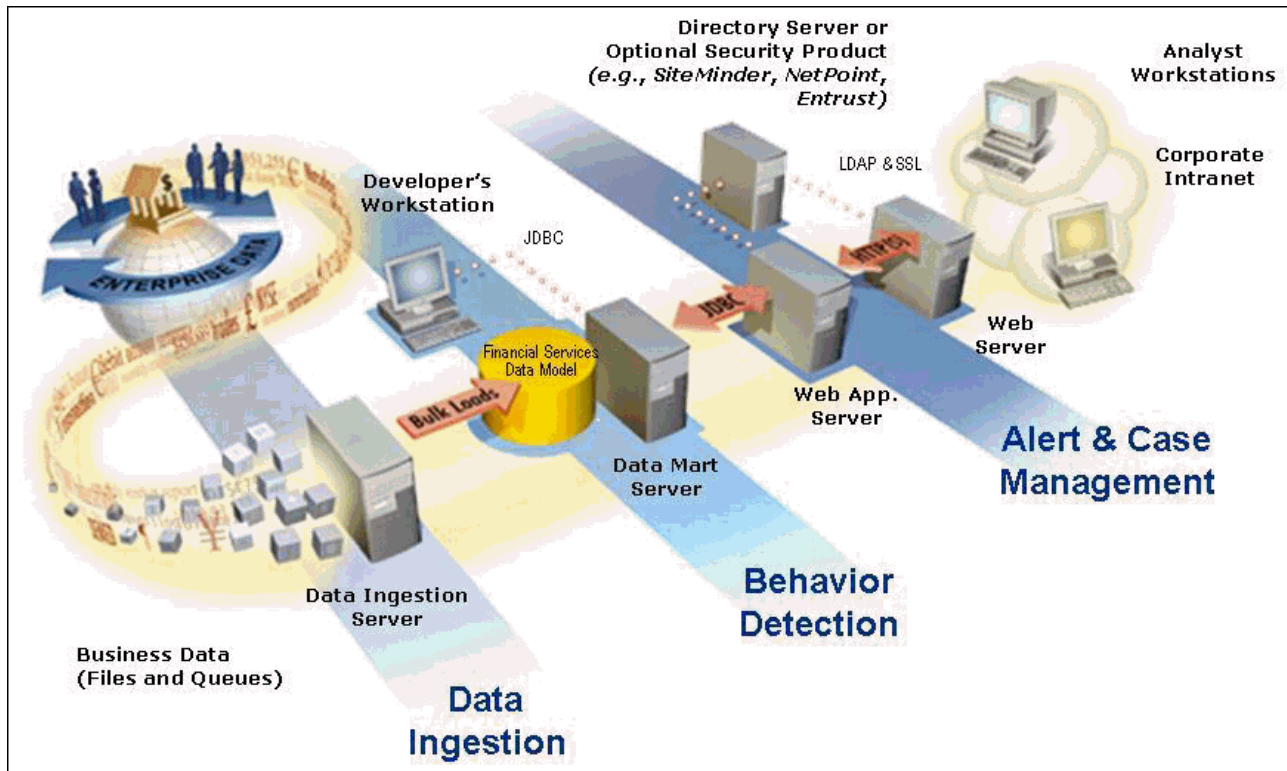 Directory Server or
Optional Security Product
(e.g., SiteMinder, NetPoint,
Entrust)
Analyst
Workstations
Corporate
Intranet
LDAP & SSL
Developer's
Workstation
JDBC
ENTERPRISE DATA
HTTP(S)
JDBC
Web
Server
Financial Services
Data Model
Bulk Loads
Web App.
Server
Alert & Case
Management
Data Mart
Server
Behavior
Detection
Data Ingestion
Server
Business Data
(Files and Queues)
Data
Ingestion